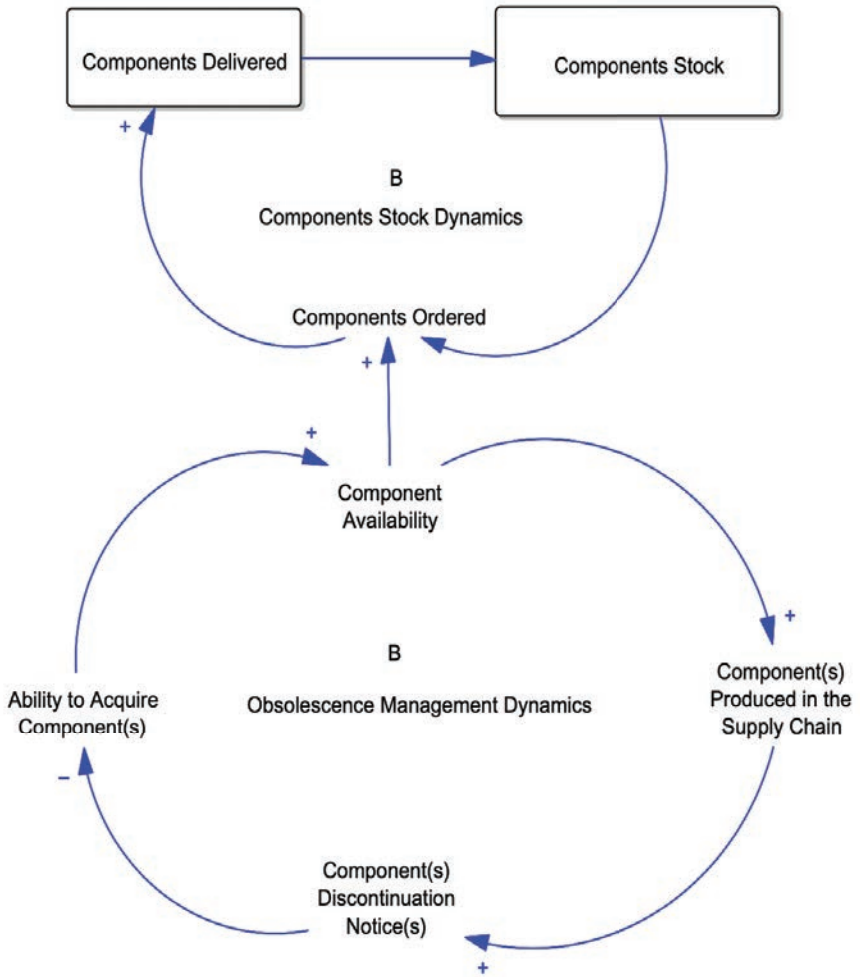 Components Delivered
Components Stock
+
B
Components Stock Dynamics
Components Ordered
+
+
Component
Availability
+
B
Obsolescence Management Dynamics
Ability to Acquire
Component(s)
Component(s)
Produced in the
Supply Chain
−
Component(s)
Discontinuation
Notice(s)
+